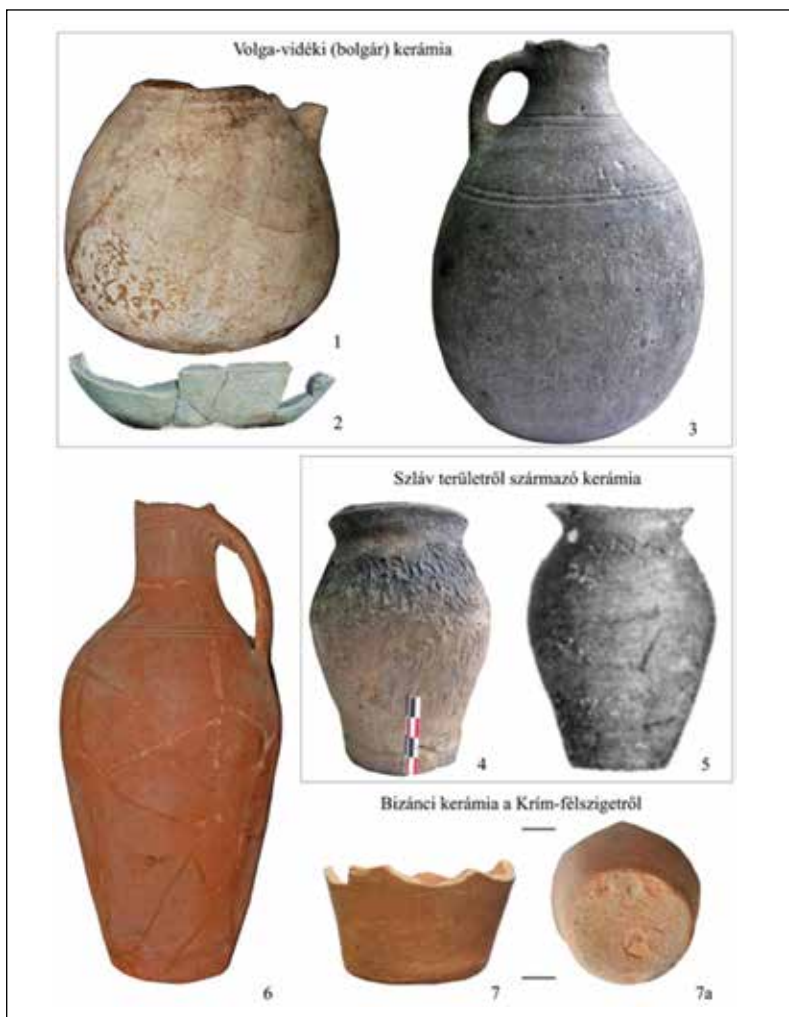 Volga-vidéki (bolgár) kerámia
1
2
3
Szláv területről származó kerámia
4
5
Bizánci kerámia a Krím-félszigetről
6
7
7a